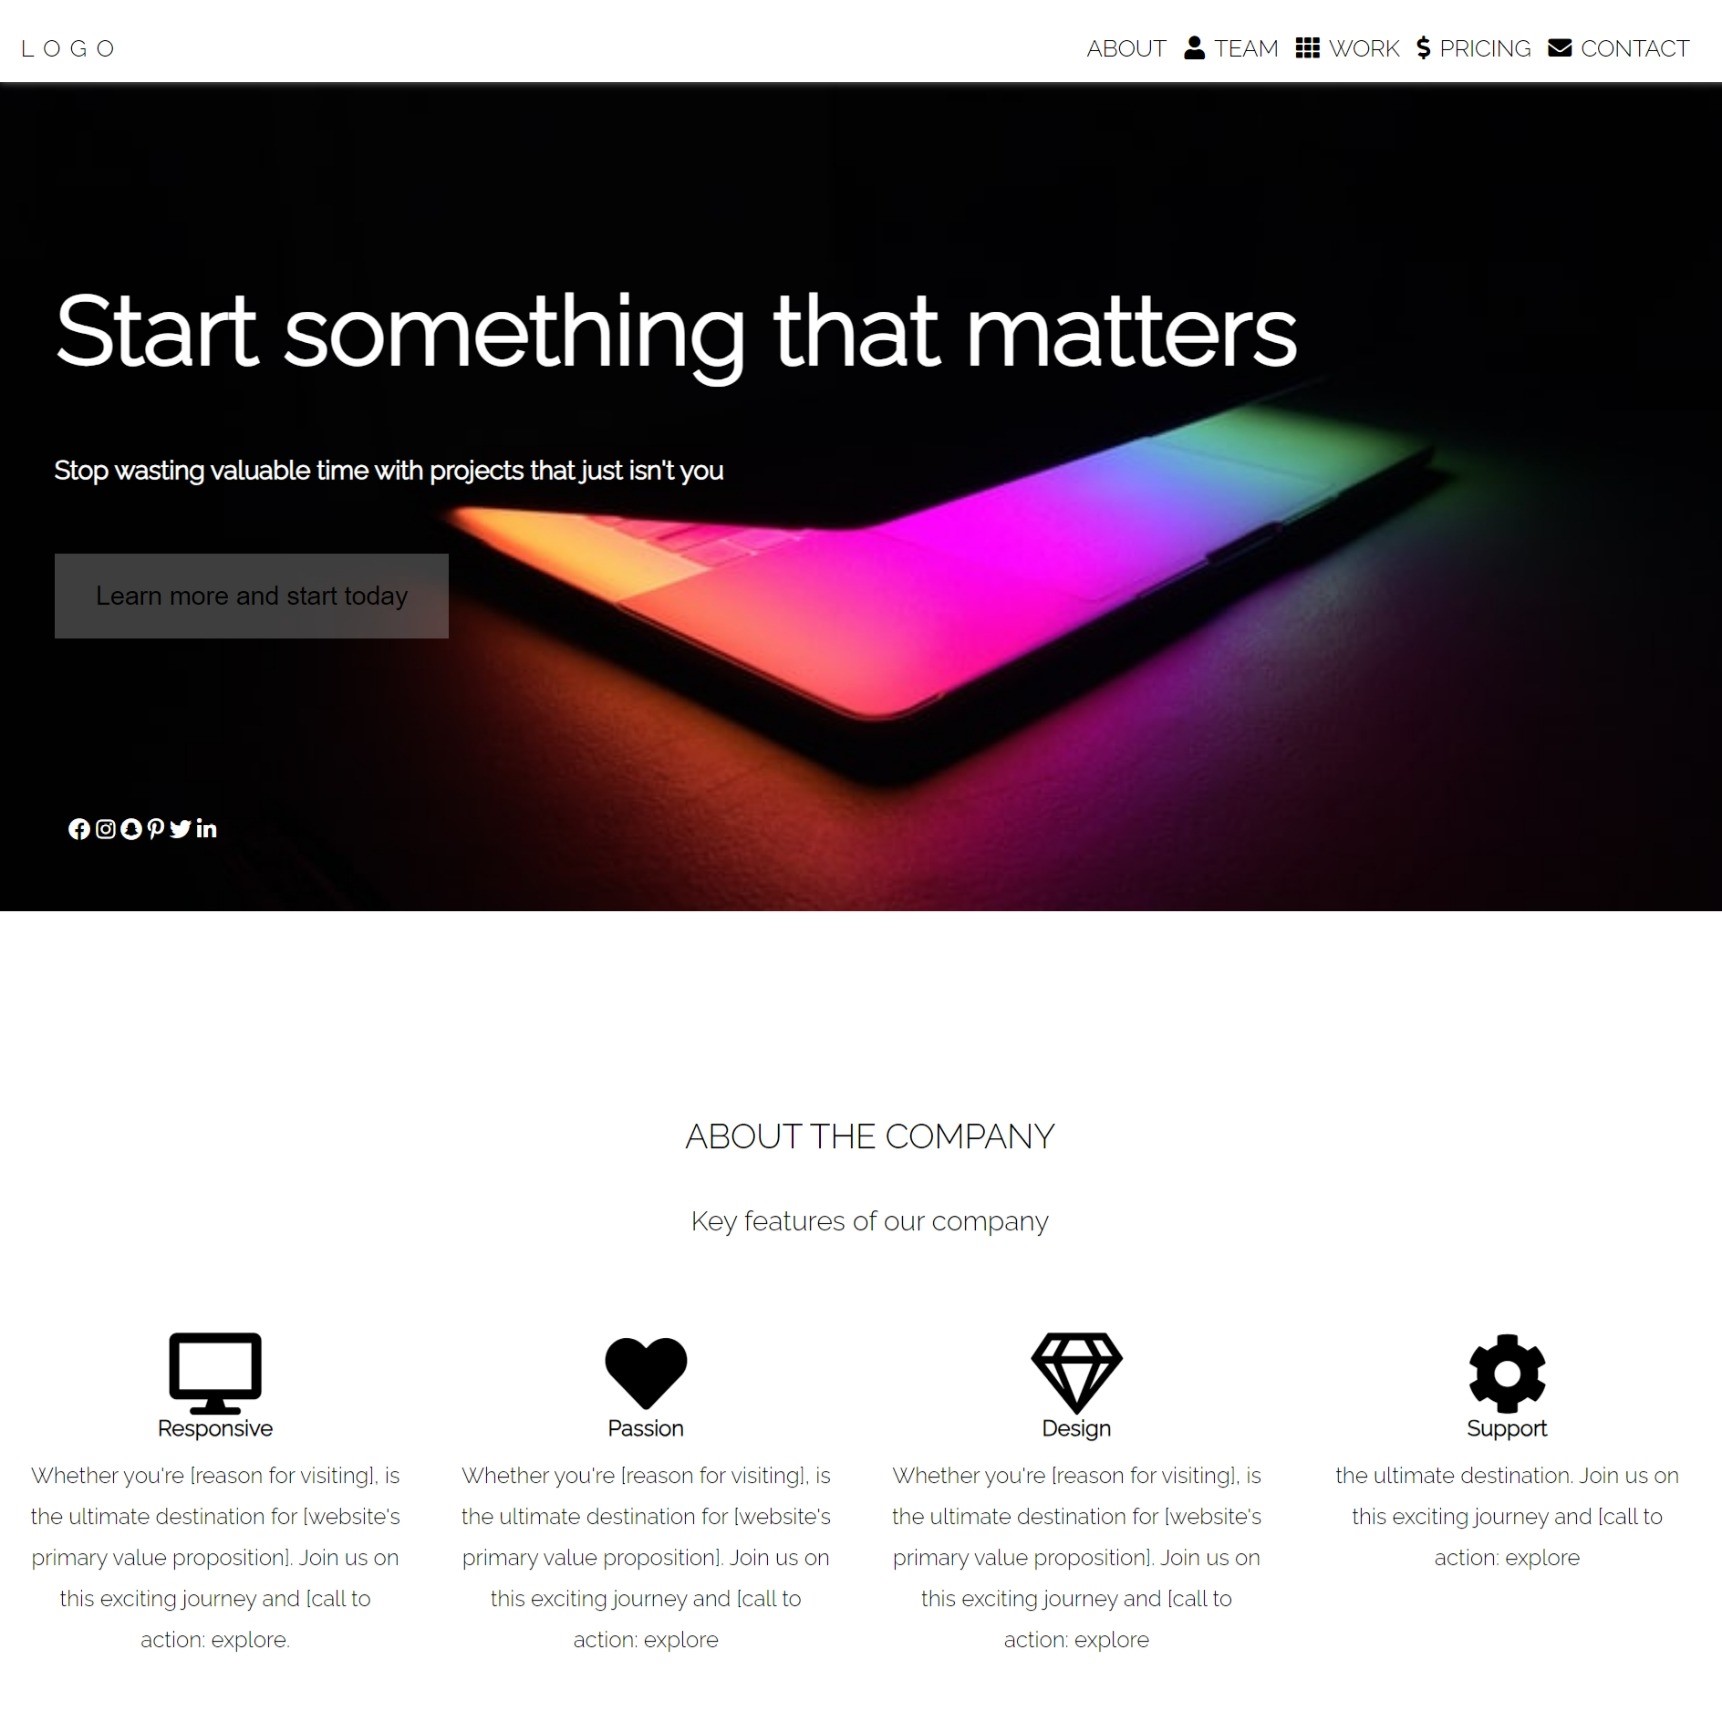 LOGO
ABOUT TEAM WORK PRICING CONTACT
Start something that matters
Stop wasting valuable time with projects that just isn't you
Learn more and start today
ABOUT THE COMPANY
Key features of our company
Responsive
Whether you're [reason for visiting], is
the ultimate destination for [website's
primary value proposition]. Join us on
this exciting journey and [call to
action: explore.
Passion
Whether you're [reason for visiting], is
the ultimate destination for [website's
primary value proposition]. Join us on
this exciting journey and [call to
action: explore
Design
Whether you're [reason for visiting], is
the ultimate destination for [website's
primary value proposition]. Join us on
this exciting journey and [call to
action: explore
Support
the ultimate destination. Join us on
this exciting journey and [call to
action: explore